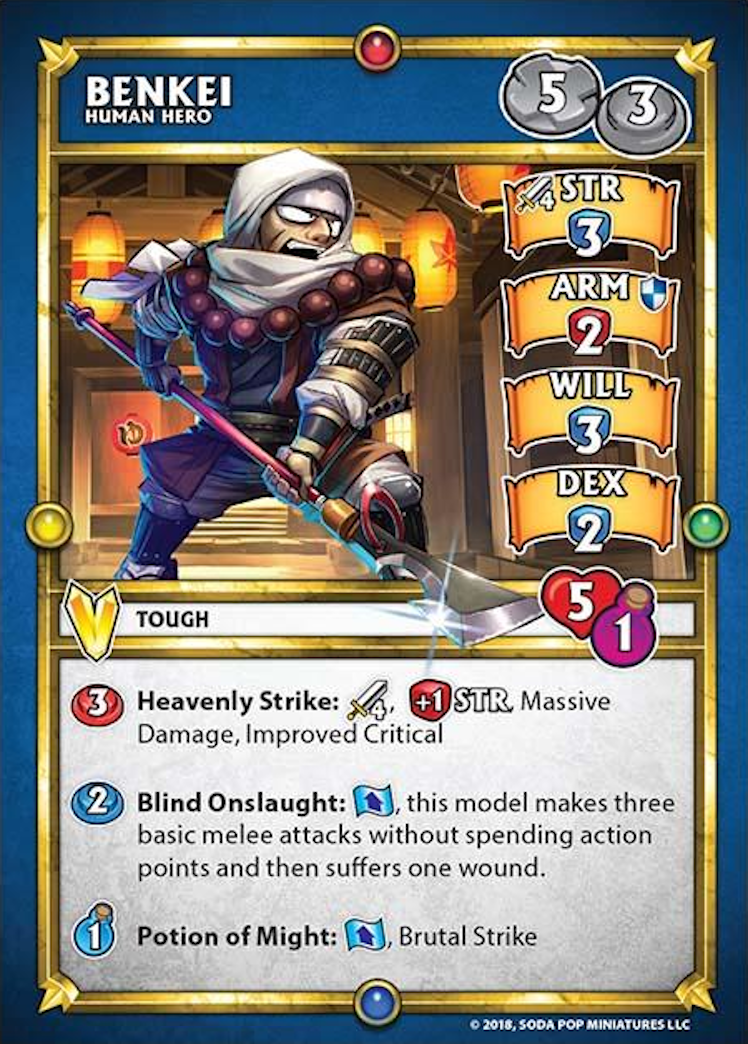 BENKEI
HUMAN HERO
5 3
4 STR
3
ARM
2
WILL
3
DEX
2
TOUGH
5
1
3 Heavenly Strike: 4, +1 STR, Massive
Damage, Improved Critical
2 Blind Onslaught: , this model makes three
basic melee attacks without spending action
points and then suffers one wound.
1 Potion of Might: , Brutal Strike
© 2018, SODA POP MINIATURES LLC